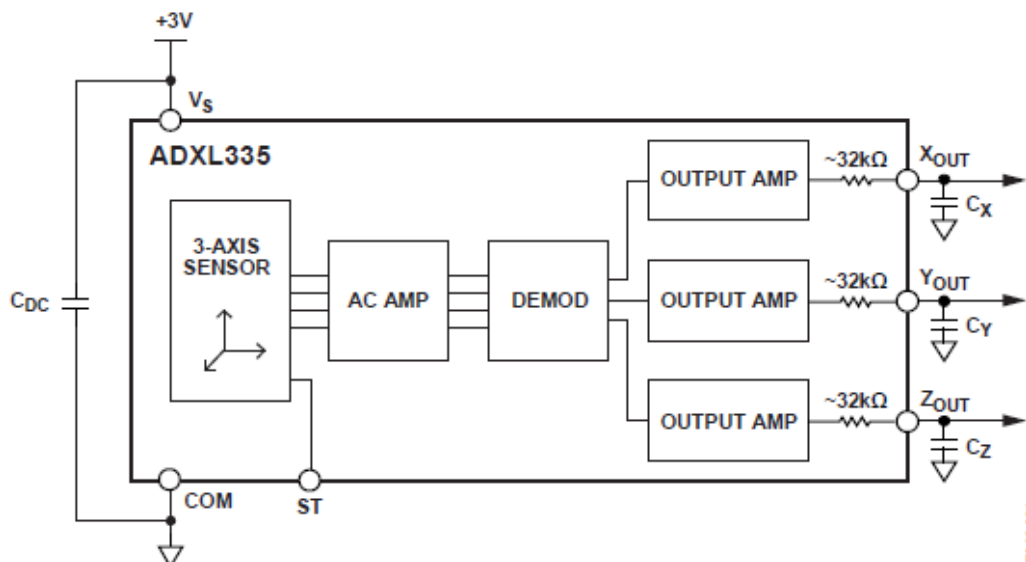 +3V
VS
ADXL335
3-AXIS
SENSOR
AC AMP
DEMOD
OUTPUT AMP
~32kΩ
XOUT
CX
OUTPUT AMP
~32kΩ
YOUT
CY
OUTPUT AMP
~32kΩ
ZOUT
CZ
CDC
COM
ST